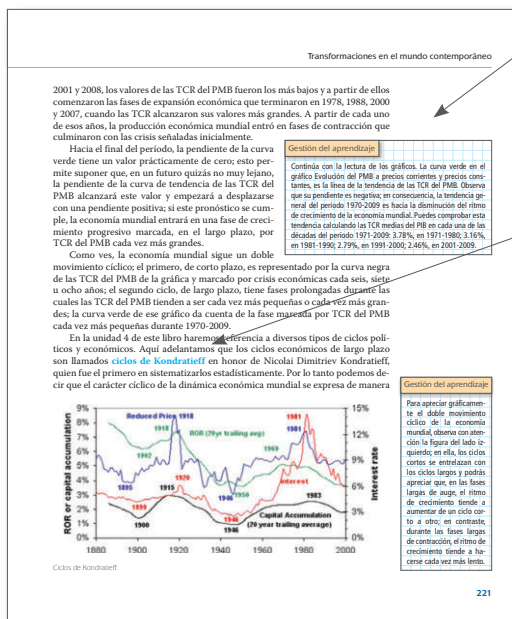 Transformaciones en el mundo contemporáneo
2001 y 2008, los valores de las TCR del PMB fueron los más bajos y a partir de ellos
comenzaron las fases de expansión económica que terminaron en 1978, 1988, 2000
y 2007, cuando las TCR alcanzaron sus valores más grandes. A partir de cada uno
de esos años, la producción económica mundial entró en fases de contracción que
culminaron con las crisis señaladas inicialmente.
Hacia el final del período, la pendiente de la curva
verde tiene un valor prácticamente de cero; esto per-
mite suponer que, en un futuro quizás no muy lejano,
la pendiente de la curva de tendencia de las TCR del
PMB alcanzará este valor y empezará a desplazarse
con una pendiente positiva; si este pronóstico se cum-
ple, la economía mundial entrará en una fase de creci-
miento progresivo marcada, en el largo plazo, por
TCR del PMB cada vez más grandes.
Gestión del aprendizaje
Continúa con la lectura de los gráficos. La curva verde en el
gráfico Evolución del PMB a precios corrientes y precios cons-
tantes, es la línea de la tendencia de las TCR del PMB. Observa
que su pendiente es negativa; en consecuencia, la tendencia ge-
neral del período 1970-2009 es hacia la disminución del ritmo
de crecimiento de la economía mundial. Puedes comprobar esta
tendencia calculando las TCR medias del PIB en cada una de las
décadas del período 1971-2009: 3.78%, en 1971-1980; 3.16%,
en 1981-1990; 2.79%, en 1991-2000; 2.46%, en 2001-2009.
Como ves, la economía mundial sigue un doble
movimiento cíclico; el primero, de corto plazo, es representado por la curva negra
de las TCR del PMB de la gráfica y marcado por crisis económicas cada seis, siete
u ocho años; el segundo ciclo, de largo plazo, tiene fases prolongadas durante las
cuales las TCR del PMB tienden a ser cada vez más pequeñas o cada vez más gran-
des; la curva verde de ese gráfico da cuenta de la fase marcada por TCR del PMB
cada vez más pequeñas durante 1970-2009.
En la unidad 4 de este libro haremos referencia a diversos tipos de ciclos polí-
ticos y económicos. Aquí adelantamos que los ciclos económicos de largo plazo
son llamados ciclos de Kondratieff en honor de Nicolai Dimitriev Kondratieff,
quien fue el primero en sistematizarlos estadísticamente. Por lo tanto podemos de-
cir que el carácter cíclico de la dinámica económica mundial se expresa de manera
Gestión del aprendizaje
Para apreciar gráficamen-
te el doble movimiento
cíclico de la economía
mundial, observa con aten-
ción la figura del lado iz-
quierdo; en ella, los ciclos
cortos se entrelazan con
los ciclos largos y podrás
apreciar que, en las fases
largas de auge, el ritmo
de crecimiento tiende a
aumentar de un ciclo cor-
to a otro; en contraste,
durante las fases largas
de contracción, el ritmo de
crecimiento tiende a ha-
cerse cada vez más lento.
ROR or capital accumulation
9%
8%
7%
6%
5%
4%
3%
2%
1%
0%
Reduced Price 1918
1918
ROR (20year trailing avg)
1902
1895
1899
1900
1915
1920
1946
1950
1946
1946
1969
1981
1981
interest
1983
Capital Accumulation
(20 year trailing average)
15%
12%
9%
6%
3%
0%
Interest rate
1880 1900 1920 1940 1960 1980 2000
Ciclos de Kondratieff
221